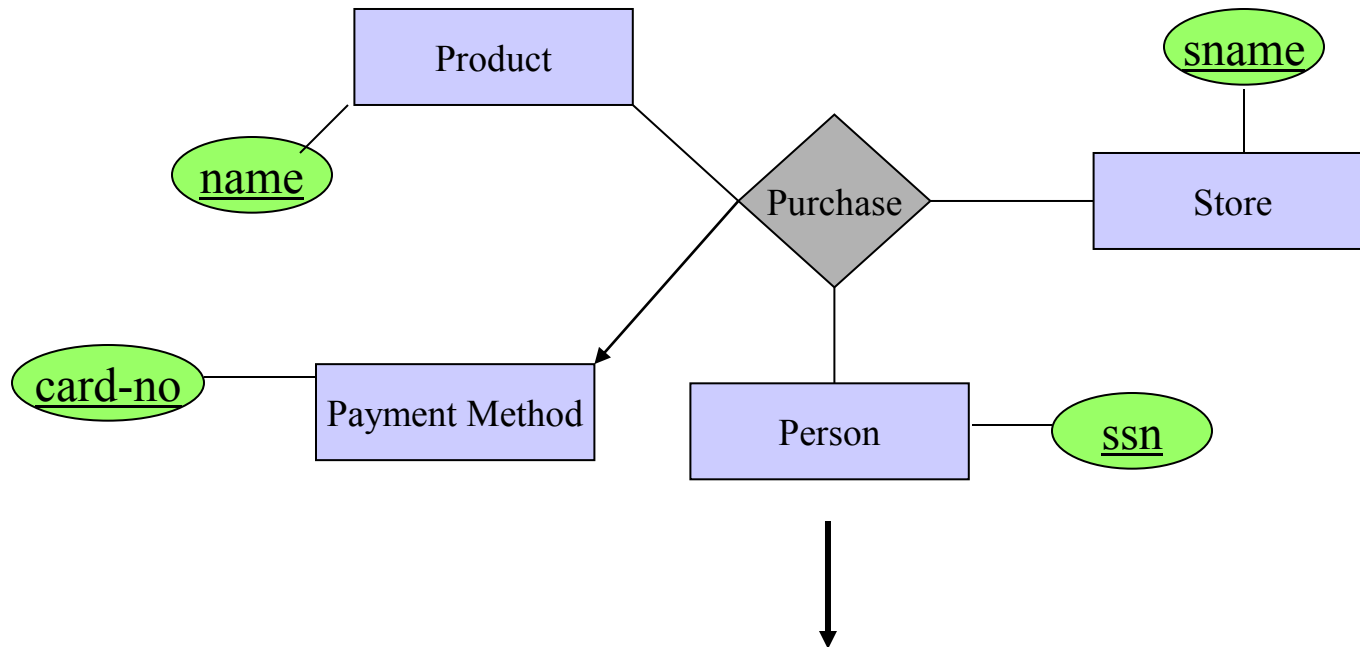 Product
sname
name
Purchase
Store
card-no
Payment Method
Person
ssn